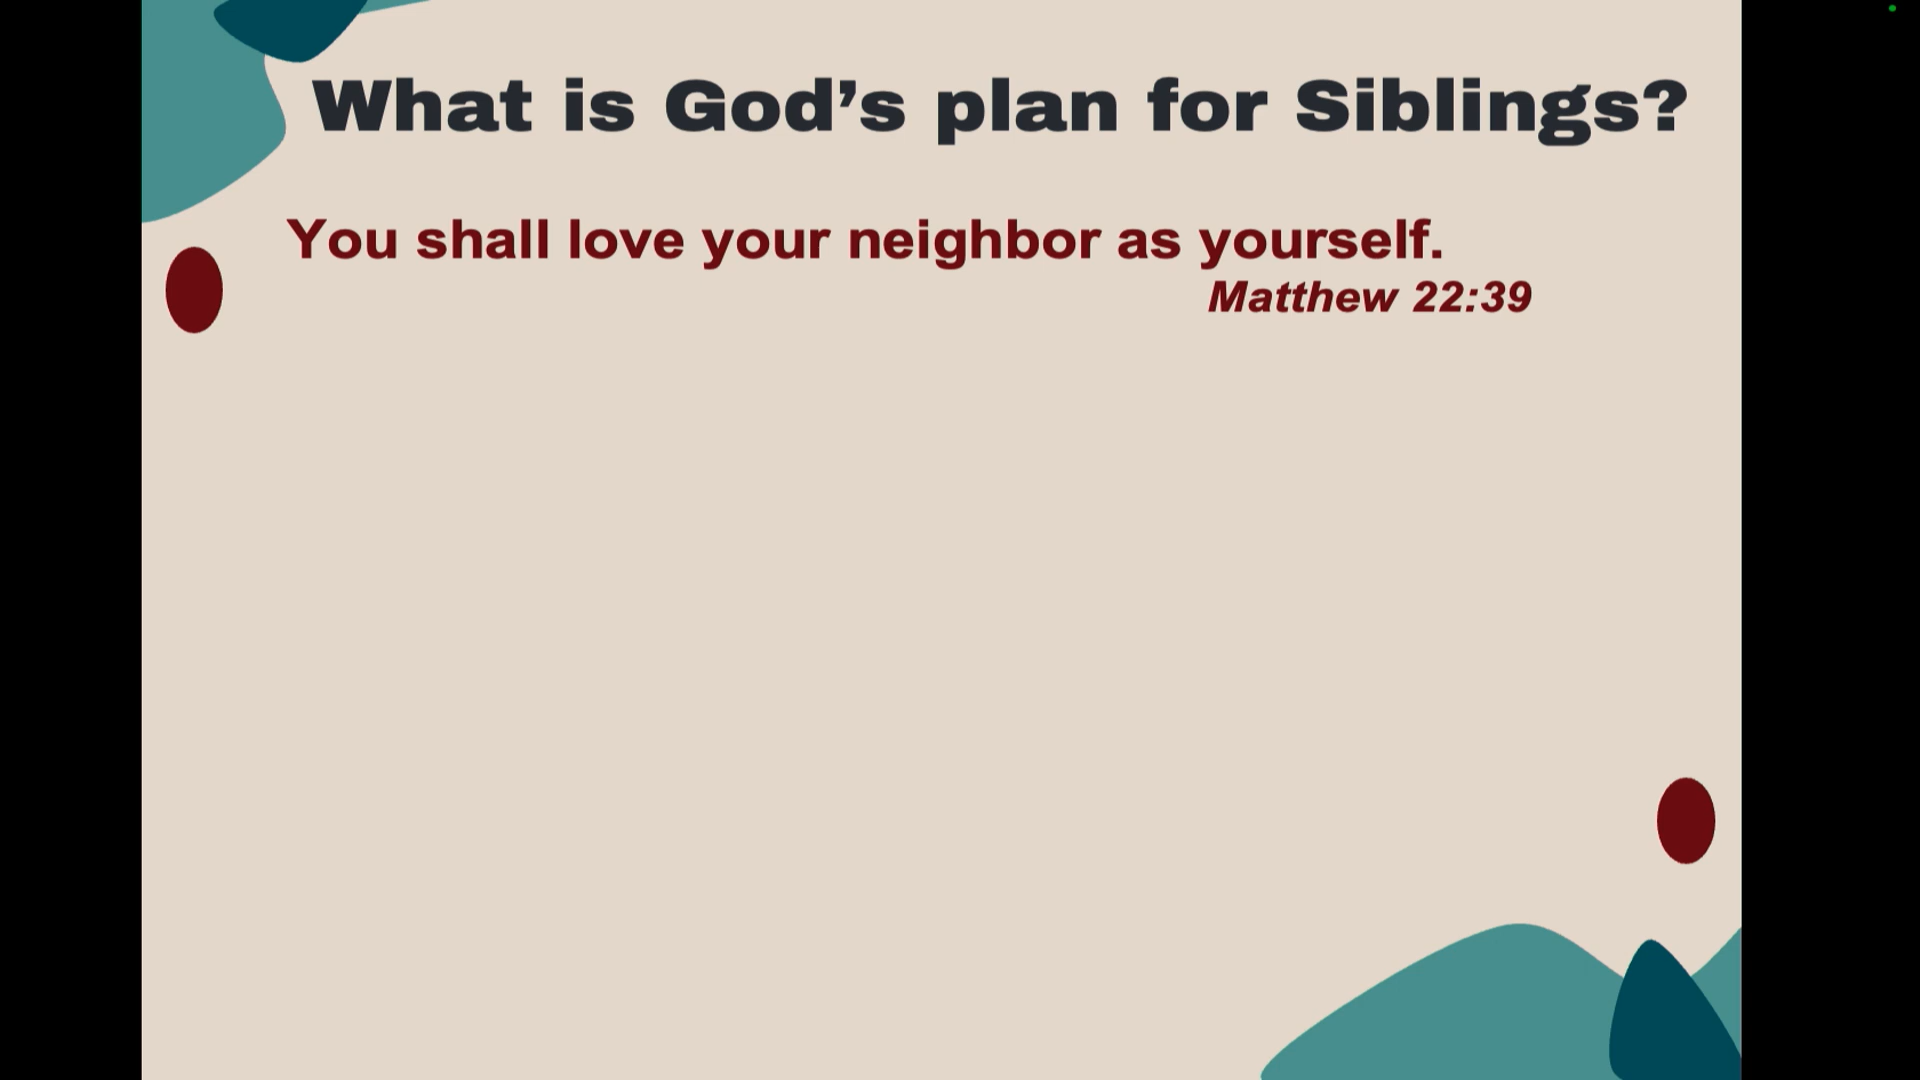 What is God’s plan for Siblings?
You shall love your neighbor as yourself.
Matthew 22:39